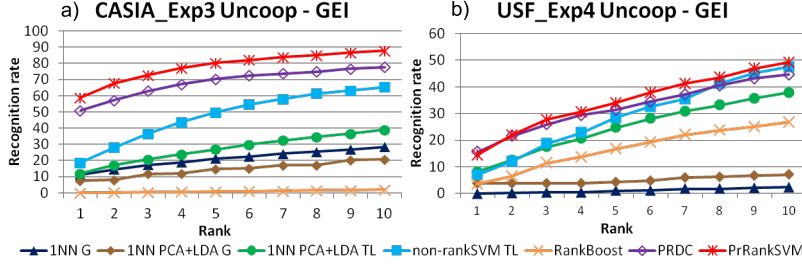 a) CASIA_Exp3 Uncoop - GEI
100
90
80
70
60
50
40
30
20
10
0
Recognition rate
1 2 3 4 5 6 7 8 9 10
Rank
b) USF_Exp4 Uncoop - GEI
60
50
40
30
20
10
0
Recognition rate
1 2 3 4 5 6 7 8 9 10
Rank
1NN G 1NN PCA+LDA G 1NN PCA+LDA TL non-rankSVM TL RankBoost PRDC PrRankSVM